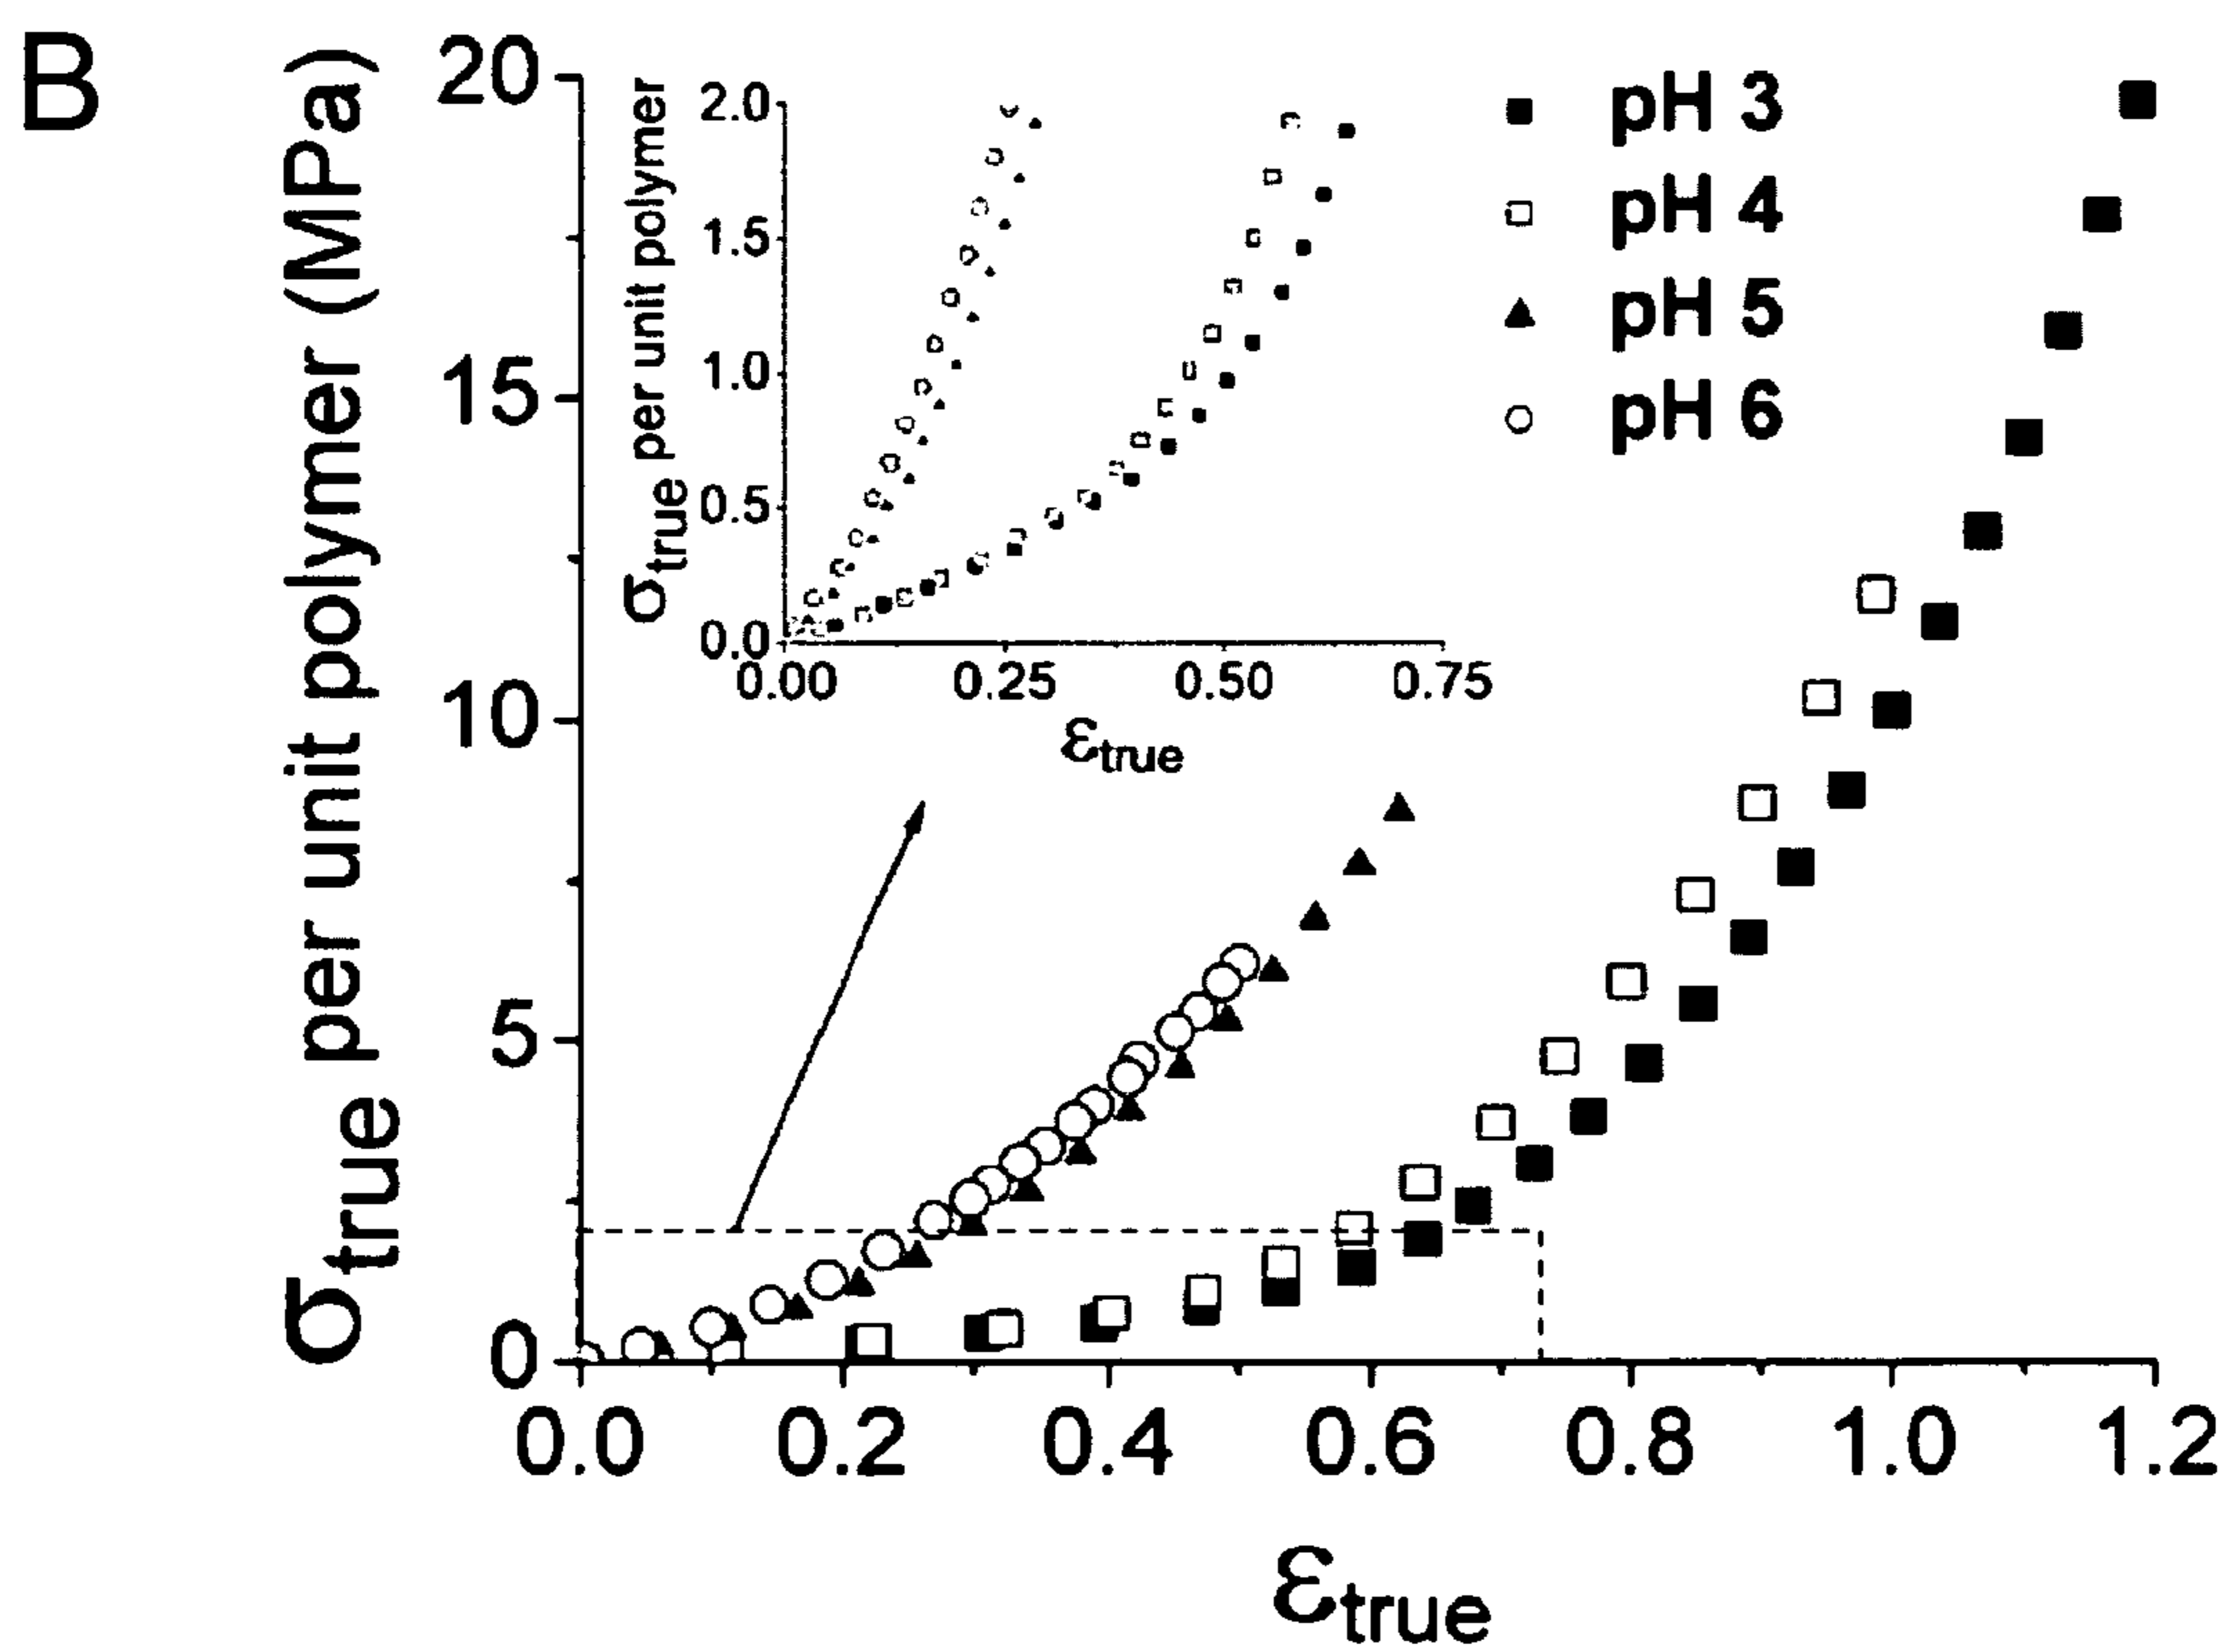 B
σtrue per unit polymer (MPa)
20
15
10
5
0
0.0 0.2 0.4 0.6 0.8 1.0 1.2
εtrue
σtrue per unit polymer
2.0
1.5
1.0
0.5
0.0
0.00 0.25 0.50 0.75
εtrue
pH 3
pH 4
pH 5
pH 6